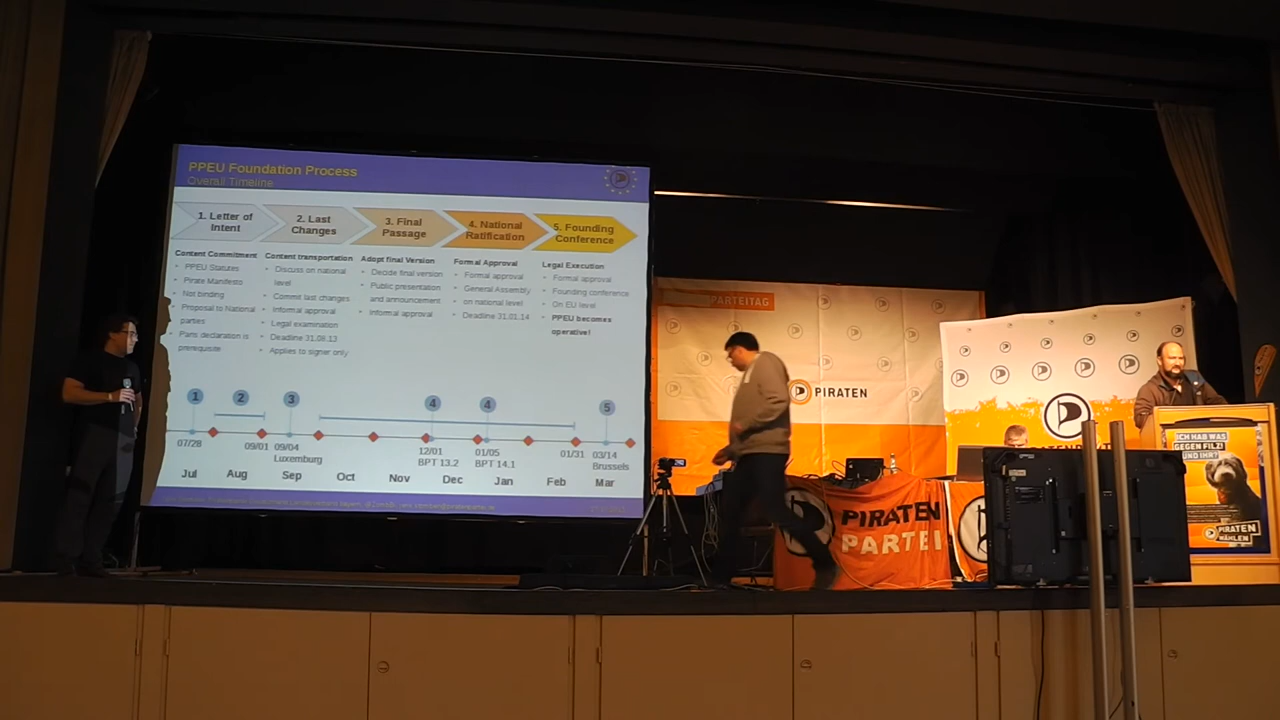 PPEU Foundation Process
Overall Timeline
1. Letter of
Intent
2. Last
Changes
3. Final
Passage
4. National
Ratification
5. Founding
Conference
Content Commitment
• PPEU Statutes
• Pirate Manifesto
• Not binding
• Proposal to National
parties
• Paris declaration is
prerequisite
Content transportation
• Discuss on national
level
• Commit last changes
• Informal approval
• Legal examination
• Deadline 31.08.13
• Applies to signer only
Adopt final Version
• Decide final version
• Public presentation
and announcement
• Informal approval
Formal Approval
• Formal approval
• General Assembly
• on national level
• Deadline 31.01.14
Legal Execution
• Formal approval
• Founding conference
• On EU level
• PPEU becomes
operative!
1 2 3 4 4 5
07/28
09/01
09/04
Luxemburg
12/01
BPT 13.2
01/05
BPT 14.1
01/31
03/14
Brussels
Jul Aug Sep Oct Nov Dec Jan Feb Mar
PARTEITAG
PIRATEN
PIRATEN
PARTEI
ICH HAB WAS
GEGEN FILZ!
UND IHR?
PIRATEN
WÄHLEN